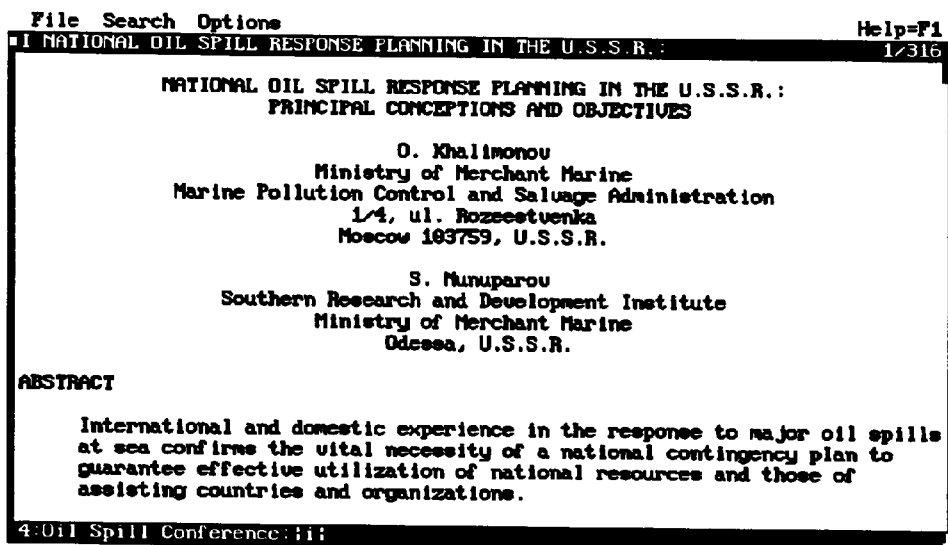 File Search Options Help=F1
I NATIONAL OIL SPILL RESPONSE PLANNING IN THE U.S.S.R.: 1/316
NATIONAL OIL SPILL RESPONSE PLANNING IN THE U.S.S.R.:
PRINCIPAL CONCEPTIONS AND OBJECTIVES
O. Khalimonov
Ministry of Merchant Marine
Marine Pollution Control and Salvage Administration
1/4, ul. Rozeestvenka
Moscow 103759, U.S.S.R.
S. Nunuparov
Southern Research and Development Institute
Ministry of Merchant Marine
Odessa, U.S.S.R.
ABSTRACT
International and domestic experience in the response to major oil spills
at sea confirms the vital necessity of a national contingency plan to
guarantee effective utilization of national resources and those of
assisting countries and organizations.
4:Oil Spill Conference:¦i¦